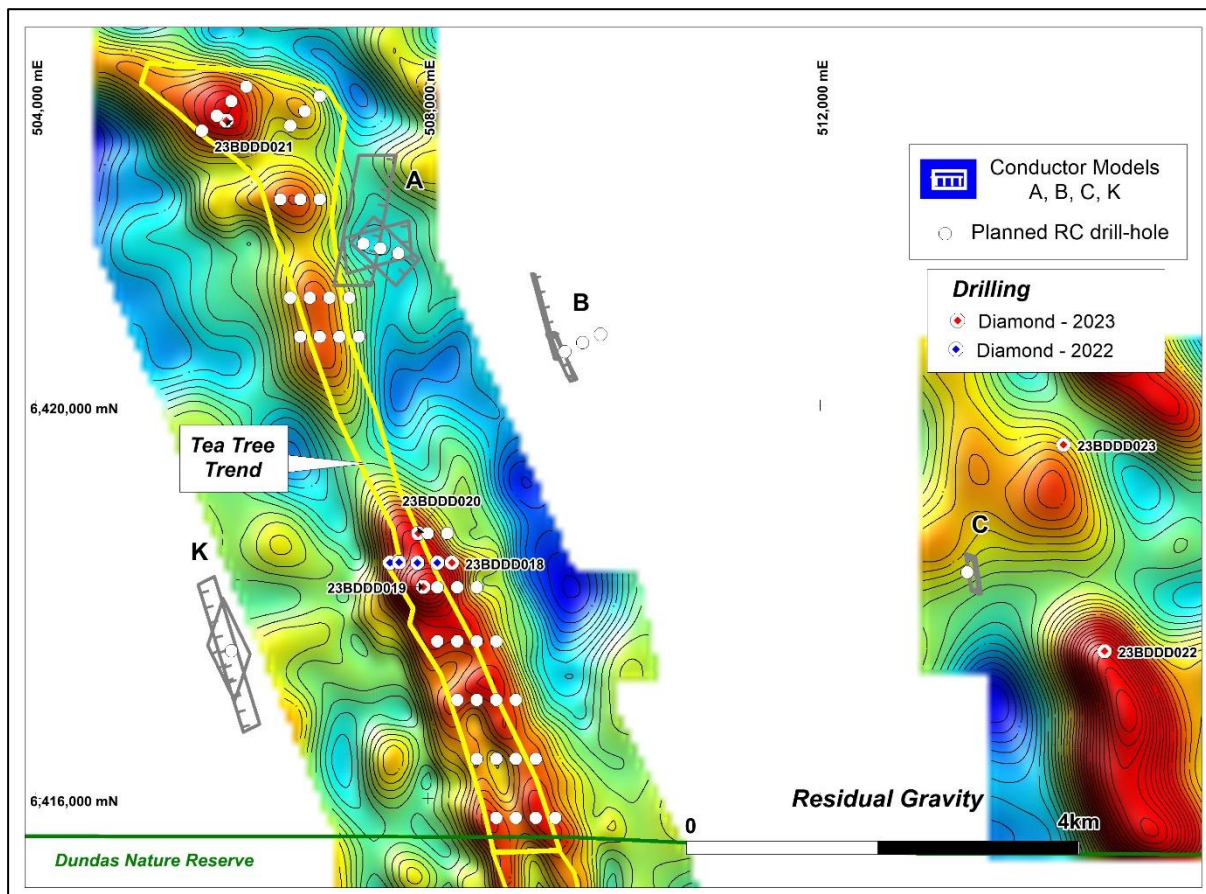 504,000 mE
508,000 mE
512,000 mE
23BDDD021
A
Conductor Models
A, B, C, K
Planned RC drill-hole
B
Drilling
Diamond - 2023
Diamond - 2022
6,420,000 mN
Tea Tree
Trend
23BDDD023
23BDDD020
K
C
23BDDD018
23BDDD019
23BDDD022
6,416,000 mN
Residual Gravity
0
4km
Dundas Nature Reserve